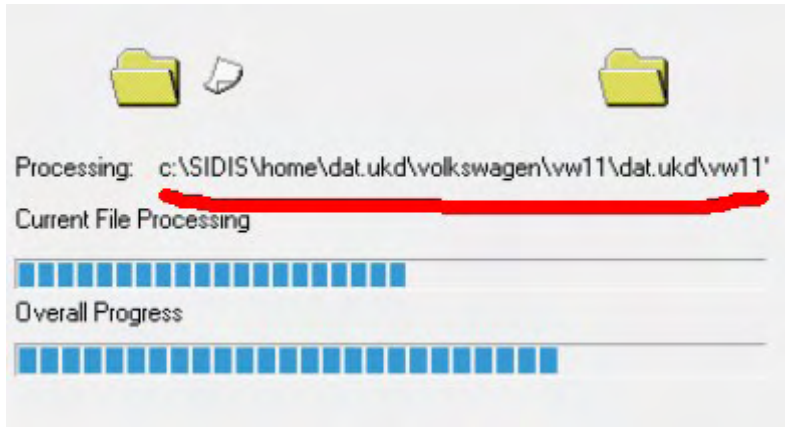 Processing: c:\SIDIS\home\dat.ukd\volkswagen\vw11\dat.ukd\vw11'
Current File Processing
Overall Progress